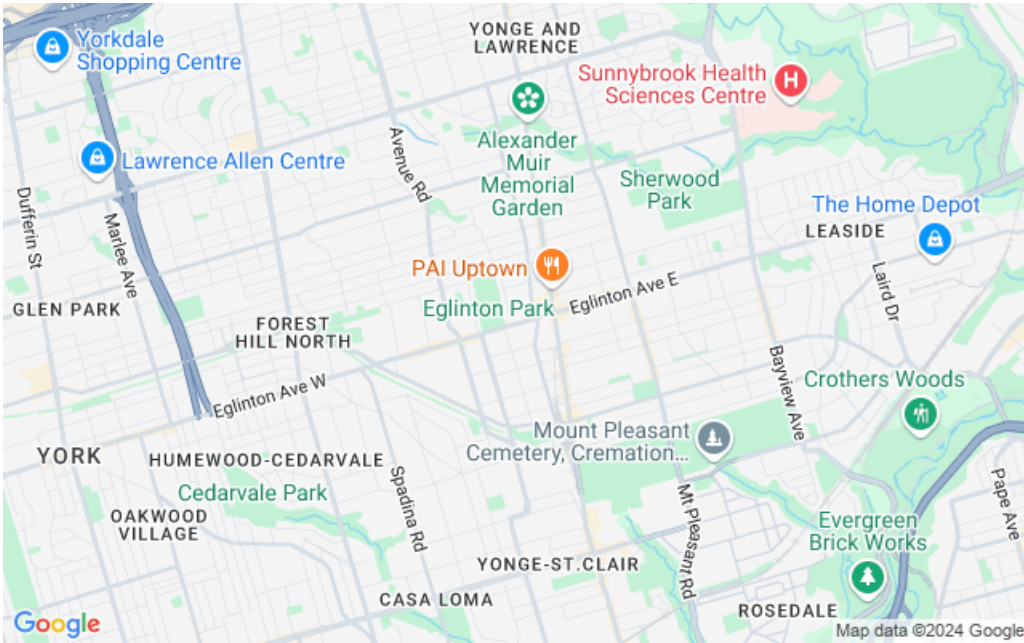 YONGE AND
LAWRENCE
Yorkdale
Shopping Centre
Sunnybrook Health
Sciences Centre
H
Alexander
Muir
Memorial
Garden
Avenue Rd
Lawrence Allen Centre
Sherwood
Park
Dufferin St
Marlee Ave
The Home Depot
LEASIDE
PAI Uptown
Laird Dr
Eglinton Ave E
Eglinton Park
GLEN PARK
FOREST
HILL NORTH
Bayview Ave
Crothers Woods
Eglinton Ave W
Mount Pleasant
Cemetery, Cremation...
YORK
HUMEWOOD-CEDARVALE
Cedarvale Park
Spadina Rd
Mt Pleasant Rd
Pape Ave
OAKWOOD
VILLAGE
Evergreen
Brick Works
YONGE-ST.CLAIR
CASA LOMA
ROSEDALE
Google
Map data ©2024 Google